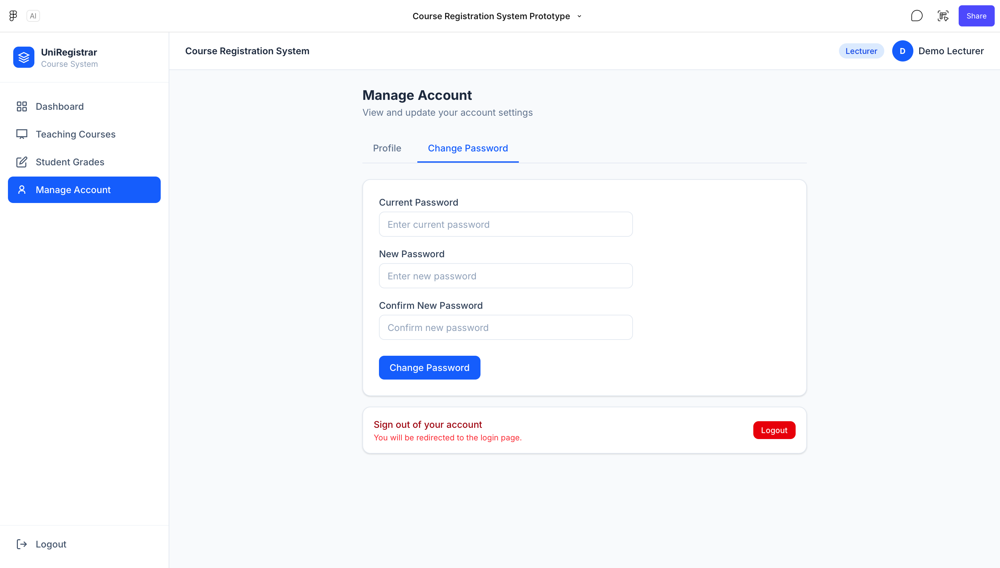 AI
Course Registration System Prototype
Share
UniRegistrar
Course System
Dashboard
Teaching Courses
Student Grades
Manage Account
Logout
Course Registration System
Lecturer
D
Demo Lecturer
Manage Account
View and update your account settings
Profile
Change Password
Current Password
Enter current password
New Password
Enter new password
Confirm New Password
Confirm new password
Change Password
Sign out of your account
You will be redirected to the login page.
Logout